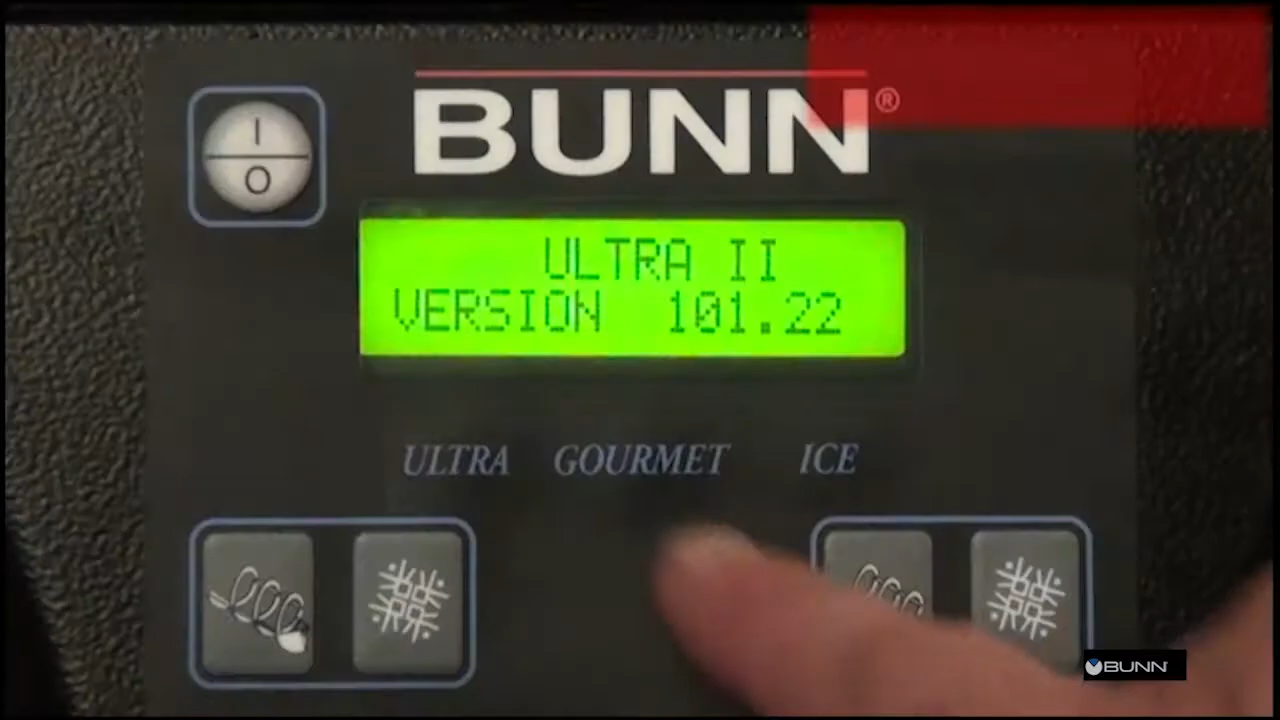 I
O
BUNN®
ULTRA II
VERSION 101.22
ULTRA GOURMET ICE
BUNN